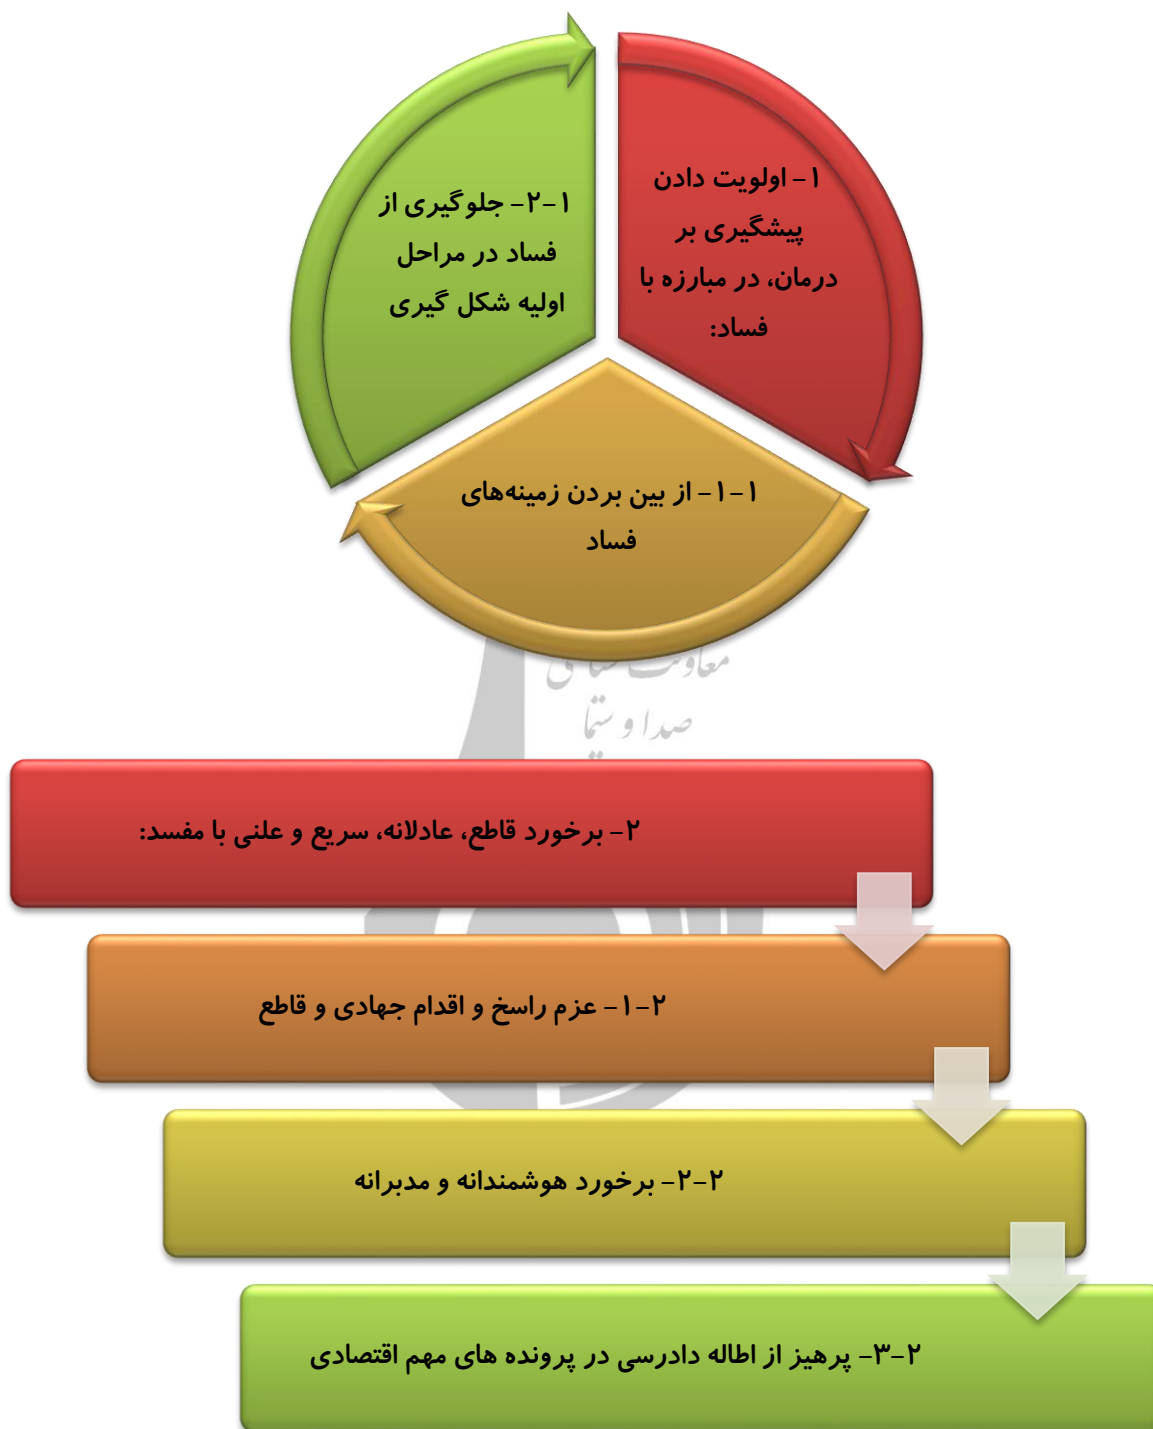 ۱- اولویت دادن
پیشگیری بر
درمان، در مبارزه با
فساد:
۱-۱- از بین بردن زمینه‌های
فساد
۱-۲- جلوگیری از
فساد در مراحل
اولیه شکل گیری
معاونت
صدا و سیما
۲- برخورد قاطع، عادلانه، سریع و علنی با مفسد:
۲-۱- عزم راسخ و اقدام جهادی و قاطع
۲-۲- برخورد هوشمندانه و مدبرانه
۲-۳- پرهیز از اطاله دادرسی در پرونده های مهم اقتصادی